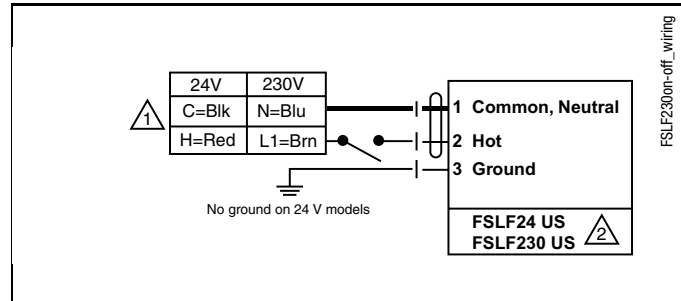 24V 230V
1 C=Blk N=Blu 1 Common, Neutral
H=Red L1=Brn 2 Hot
3 Ground
No ground on 24 V models
FSLF24 US
FSLF230 US 2
FSLF230on-off_wiring